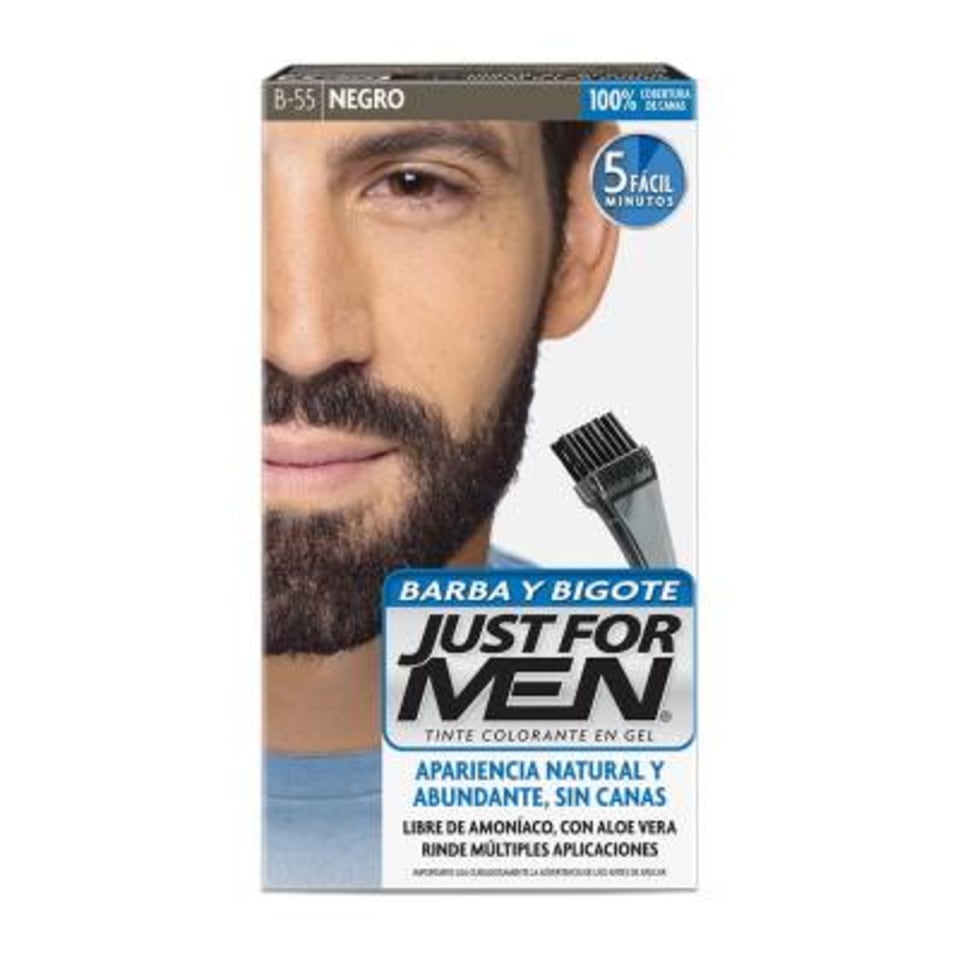 B-55 NEGRO
100% COBERTURA
DE CANAS
5 FÁCIL
MINUTOS
BARBA Y BIGOTE
JUST FOR
MEN®
TINTE COLORANTE EN GEL
APARIENCIA NATURAL Y
ABUNDANTE, SIN CANAS
LIBRE DE AMONÍACO, CON ALOE VERA
RINDE MÚLTIPLES APLICACIONES